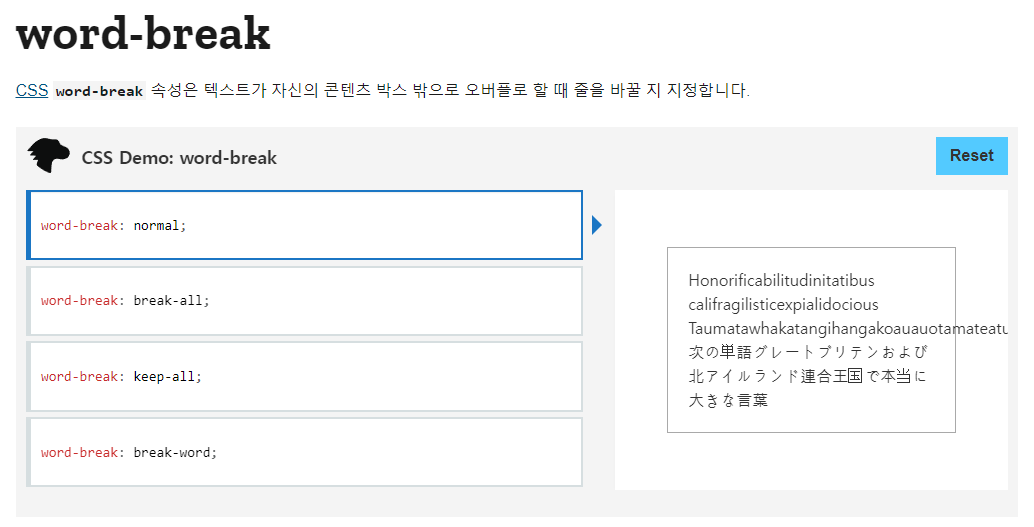 word-break
CSS word-break 속성은 텍스트가 자신의 콘텐츠 박스 밖으로 오버플로 할 때 줄을 바꿀 지 지정합니다.
CSS Demo: word-break
Reset
word-break: normal;
word-break: break-all;
word-break: keep-all;
word-break: break-word;
Honorificabilitudinitatibus
califragilisticexpialidocious
Taumatawhakatangihangakoauauotamateatu
次の単語グレートブリテンおよび
北アイルランド連合王国で本当に
大きな言葉